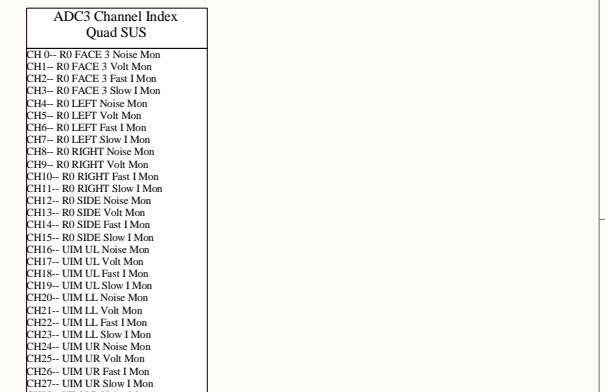 ADC3 Channel Index
Quad SUS
CH 0-- R0 FACE 3 Noise Mon
CH1-- R0 FACE 3 Volt Mon
CH2-- R0 FACE 3 Fast I Mon
CH3-- R0 FACE 3 Slow I Mon
CH4-- R0 LEFT Noise Mon
CH5-- R0 LEFT Volt Mon
CH6-- R0 LEFT Fast I Mon
CH7-- R0 LEFT Slow I Mon
CH8-- R0 RIGHT Noise Mon
CH9-- R0 RIGHT Volt Mon
CH10-- R0 RIGHT Fast I Mon
CH11-- R0 RIGHT Slow I Mon
CH12-- R0 SIDE Noise Mon
CH13-- R0 SIDE Volt Mon
CH14-- R0 SIDE Fast I Mon
CH15-- R0 SIDE Slow I Mon
CH16-- UIM UL Noise Mon
CH17-- UIM UL Volt Mon
CH18-- UIM UL Fast I Mon
CH19-- UIM UL Slow I Mon
CH20-- UIM LL Noise Mon
CH21-- UIM LL Volt Mon
CH22-- UIM LL Fast I Mon
CH23-- UIM LL Slow I Mon
CH24-- UIM UR Noise Mon
CH25-- UIM UR Volt Mon
CH26-- UIM UR Fast I Mon
CH27-- UIM UR Slow I Mon